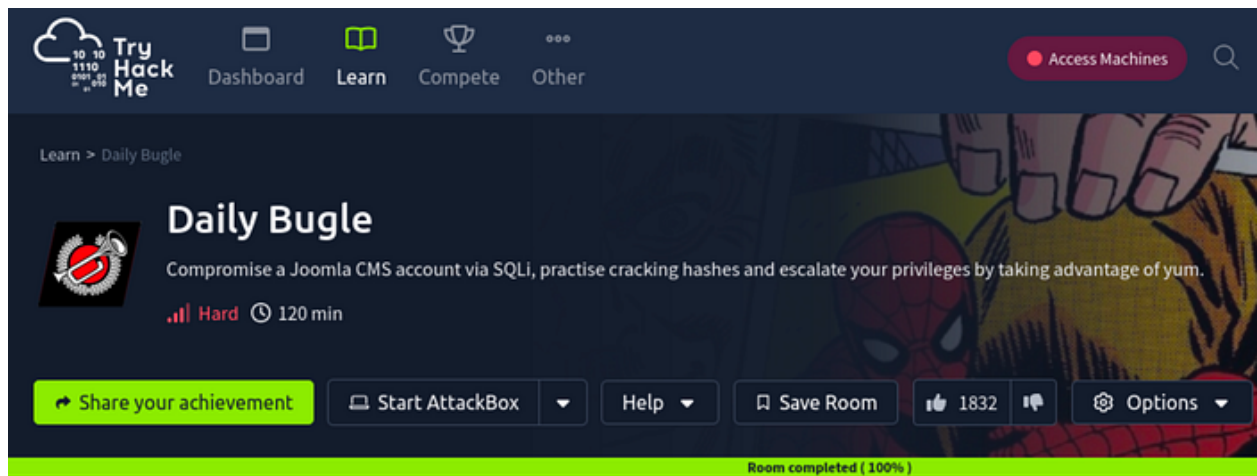 Try Hack Me
Dashboard
Learn
Compete
Other
Access Machines
Learn > Daily Bugle
Daily Bugle
Compromise a Joomla CMS account via SQLi, practise cracking hashes and escalate your privileges by taking advantage of yum.
Hard 120 min
Share your achievement
Start AttackBox
Help
Save Room
1832
Options
Room completed ( 100% )